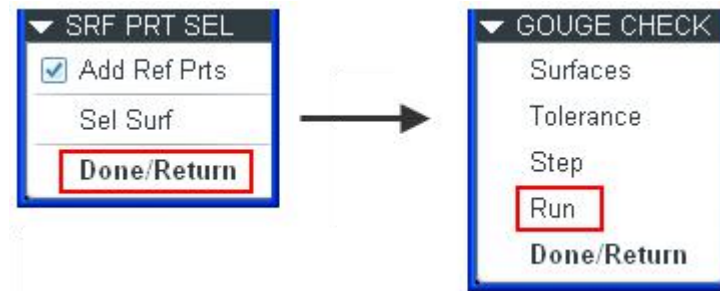 SRF PRT SEL
Add Ref Prts
Sel Surf
Done/Return
GOUGE CHECK
Surfaces
Tolerance
Step
Run
Done/Return